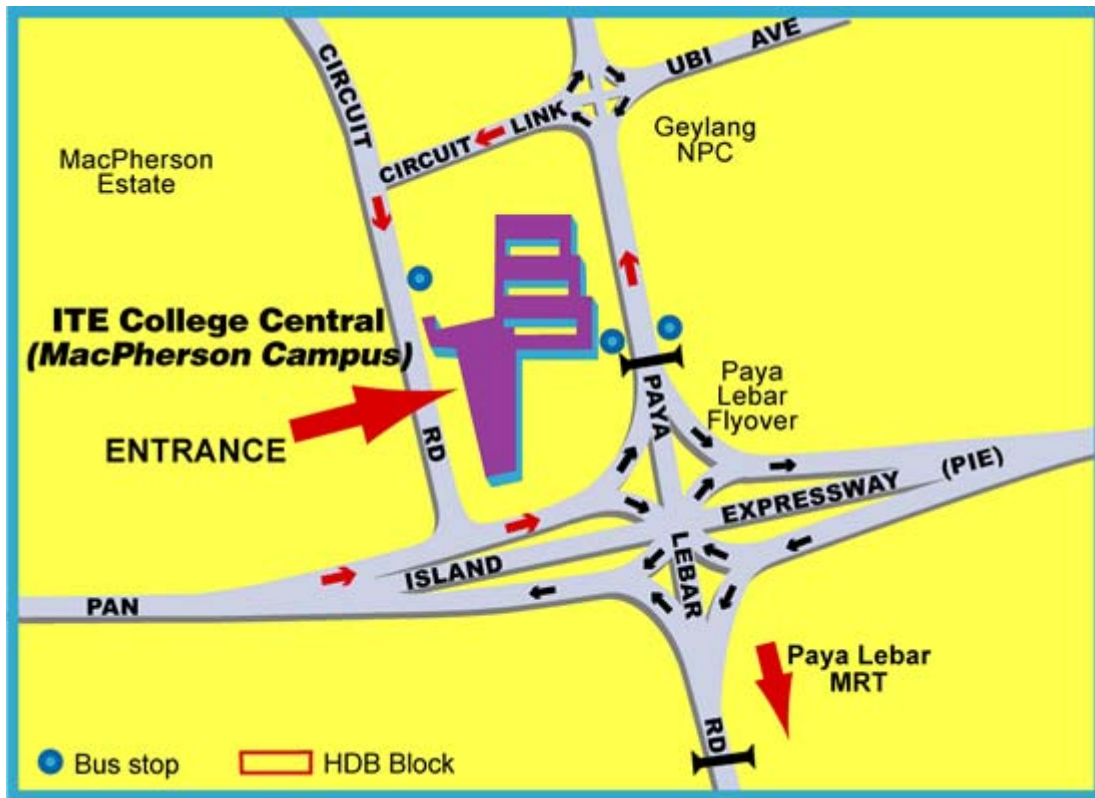 CIRCUIT
UBI AVE
CIRCUIT LINK
Geylang
NPC
MacPherson
Estate
ITE College Central
(MacPherson Campus)
ENTRANCE
RD
PAYA
Paya
Lebar
Flyover
LEBAR
RD
PAN
ISLAND
EXPRESSWAY
(PIE)
Paya Lebar
MRT
Bus stop
HDB Block